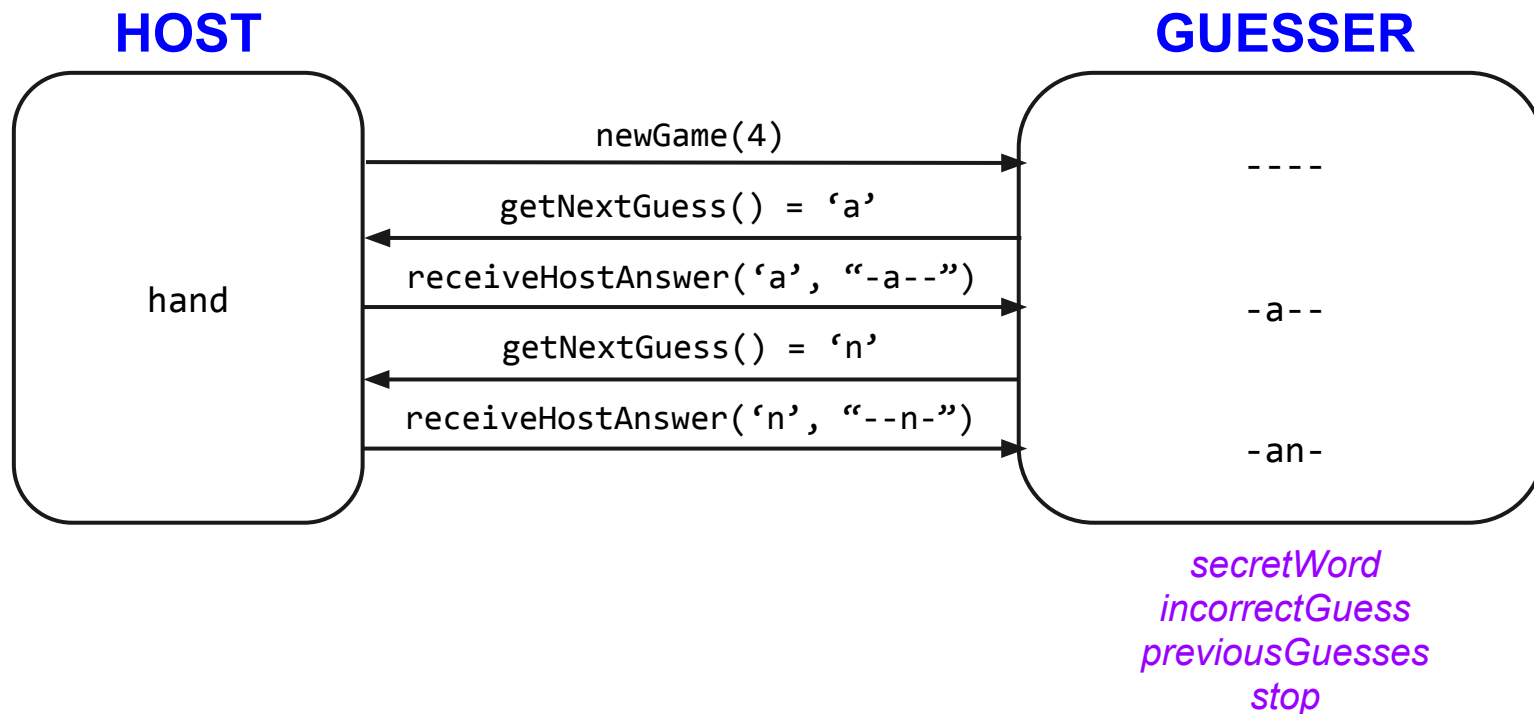 HOST
GUESSER
newGame(4)
----
getNextGuess() = ‘a’
receiveHostAnswer(‘a’, “-a--”)
hand
-a--
getNextGuess() = ‘n’
receiveHostAnswer(‘n’, “--n-”)
-an-
secretWord
incorrectGuess
previousGuesses
stop